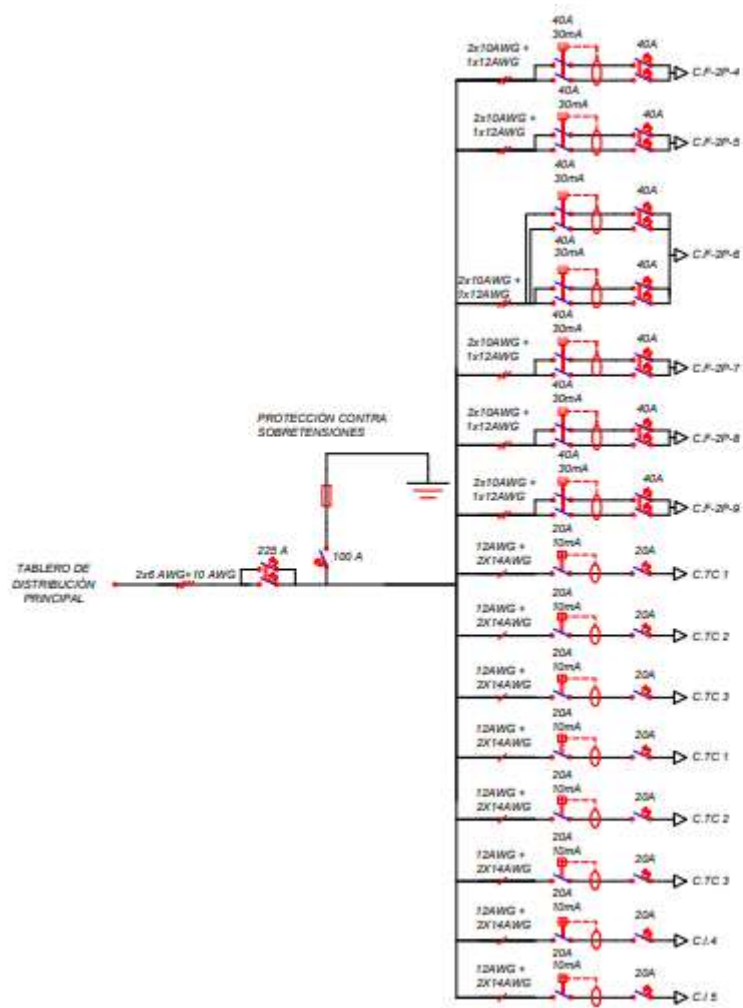 40A
30mA
2x10AWG +
1x12AWG
40A
C.F-2P-4
40A
30mA
2x10AWG +
1x12AWG
40A
C.F-2P-5
40A
30mA
40A
C.F-2P-6
40A
30mA
2x10AWG +
1x12AWG
40A
40A
30mA
2x10AWG +
1x12AWG
40A
C.F-2P-7
40A
30mA
2x10AWG +
1x12AWG
40A
C.F-2P-8
40A
30mA
2x10AWG +
1x12AWG
40A
C.F-2P-9
PROTECCIÓN CONTRA
SOBRETENSIONES
225 A
100 A
TABLERO DE
DISTRIBUCIÓN
PRINCIPAL
2x6 AWG+10 AWG
20A
10mA
12AWG +
2X14AWG
20A
C.TC 1
20A
10mA
12AWG +
2X14AWG
20A
C.TC 2
20A
10mA
12AWG +
2X14AWG
20A
C.TC 3
20A
10mA
12AWG +
2X14AWG
20A
C.TC 1
20A
10mA
12AWG +
2X14AWG
20A
C.TC 2
20A
10mA
12AWG +
2X14AWG
20A
C.TC 3
20A
10mA
12AWG +
2X14AWG
20A
C.I.4
20A
10mA
12AWG +
2X14AWG
20A
C.I.5